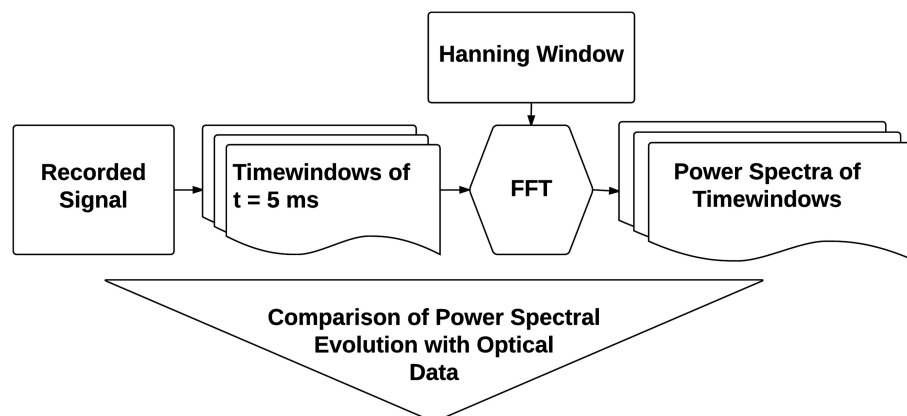 Hanning Window
Recorded
Signal
Timewindows of
t = 5 ms
FFT
Power Spectra of
Timewindows
Comparison of Power Spectral
Evolution with Optical
Data